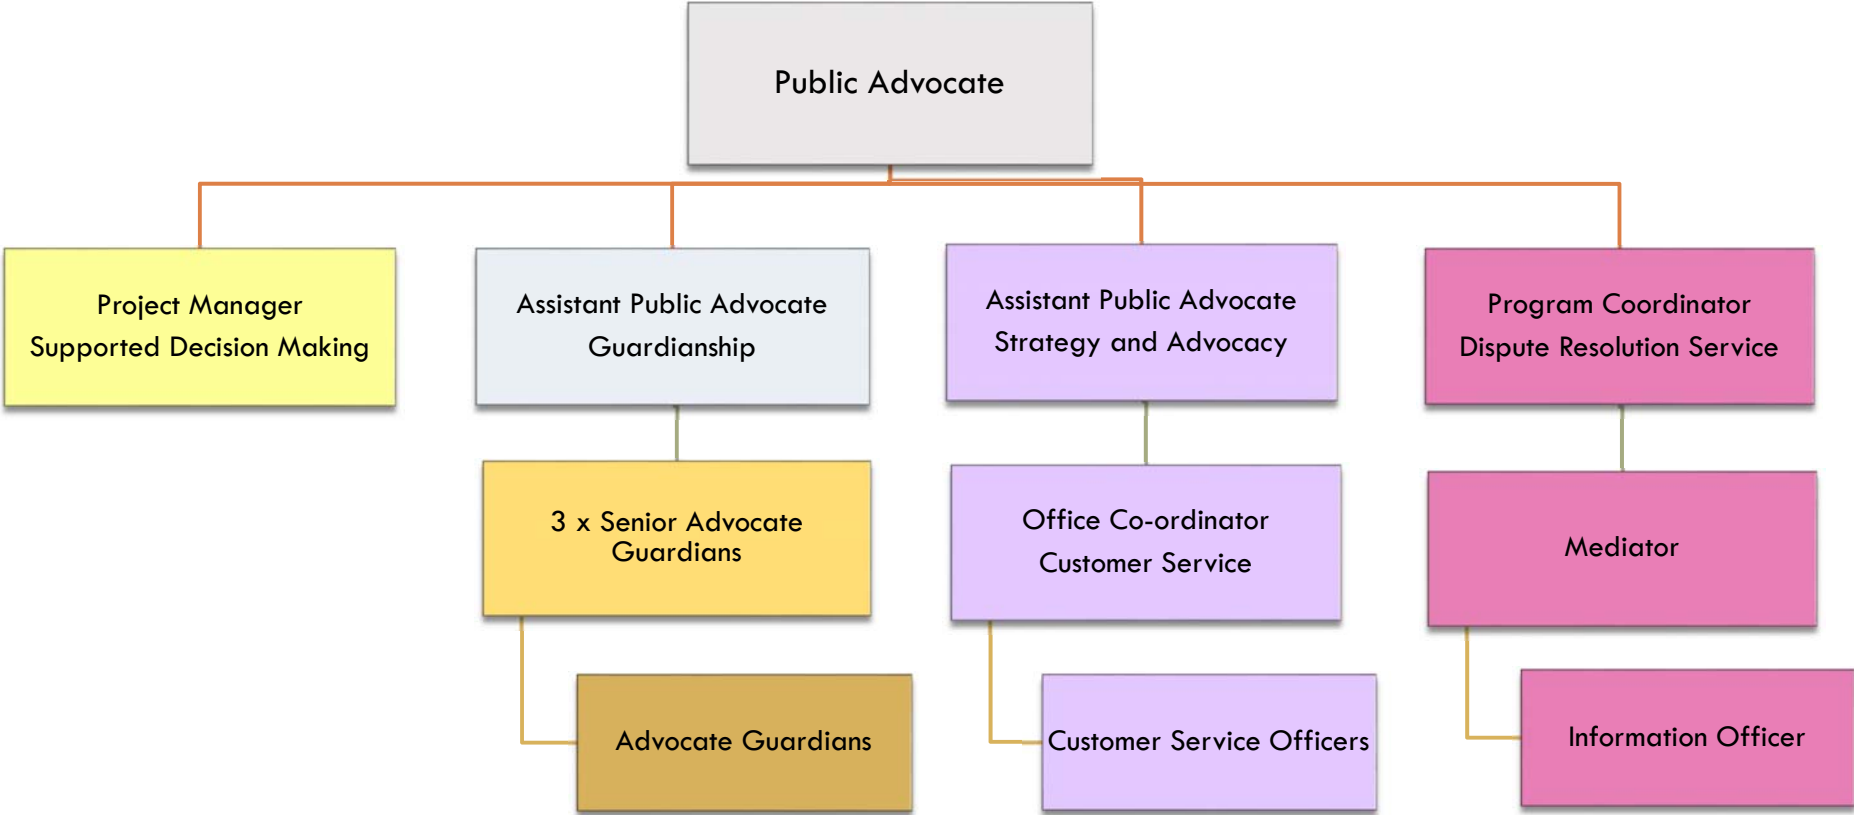 Public Advocate
Project Manager
Supported Decision Making
Assistant Public Advocate
Guardianship
Assistant Public Advocate
Strategy and Advocacy
Program Coordinator
Dispute Resolution Service
3 x Senior Advocate
Guardians
Office Co-ordinator
Customer Service
Mediator
Advocate Guardians
Customer Service Officers
Information Officer